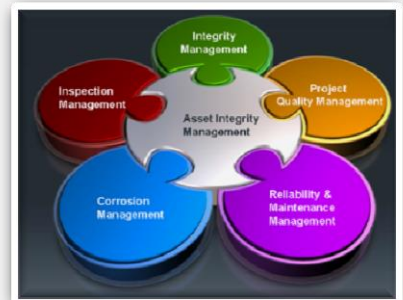 Integrity
Management
Inspection
Management
Project
Quality Management
Asset Integrity
Management
Corrosion
Management
Reliability &
Maintenance
Management